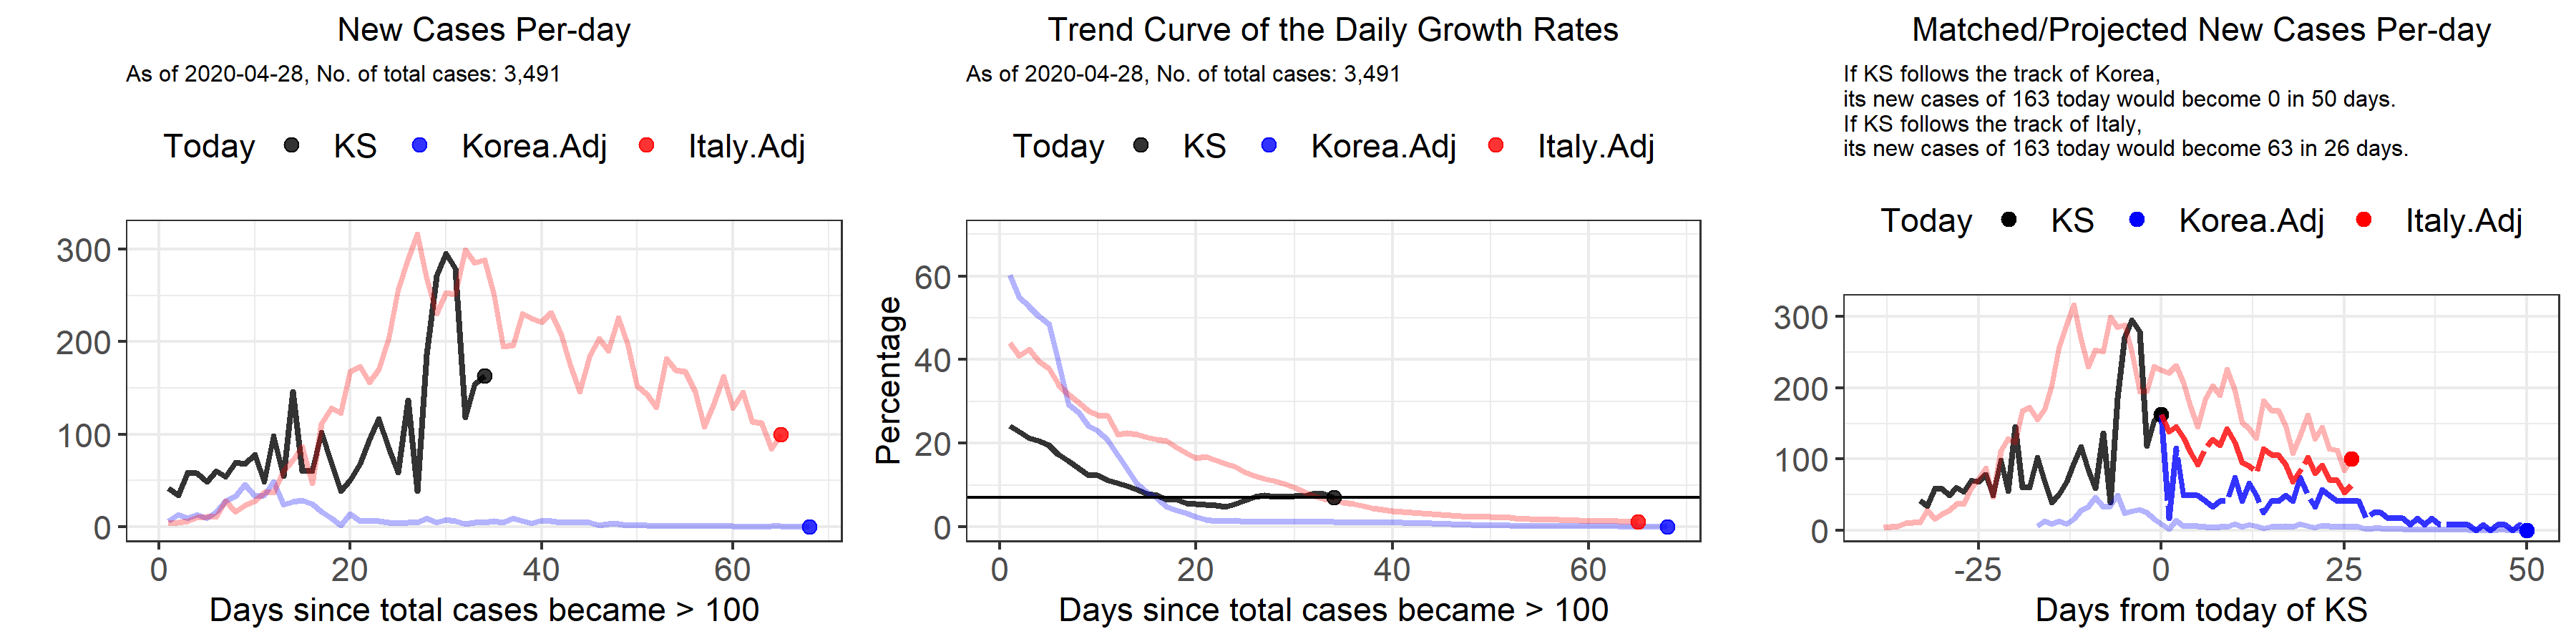 New Cases Per-day
As of 2020-04-28, No. of total cases: 3,491
Today KS Korea.Adj Italy.Adj
300
200
100
0
0 20 40 60
Days since total cases became > 100
Trend Curve of the Daily Growth Rates
As of 2020-04-28, No. of total cases: 3,491
Today KS Korea.Adj Italy.Adj
Percentage
60
40
20
0
0 20 40 60
Days since total cases became > 100
Matched/Projected New Cases Per-day
If KS follows the track of Korea,
its new cases of 163 today would become 0 in 50 days.
If KS follows the track of Italy,
its new cases of 163 today would become 63 in 26 days.
Today KS Korea.Adj Italy.Adj
300
200
100
0
-25 0 25 50
Days from today of KS